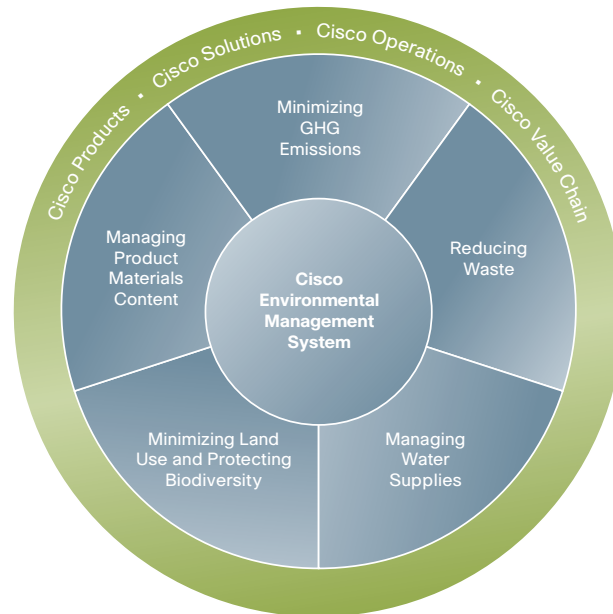 Cisco Products • Cisco Solutions • Cisco Operations • Cisco Value Chain
Minimizing
GHG
Emissions
Reducing
Waste
Managing
Water
Supplies
Minimizing Land
Use and Protecting
Biodiversity
Managing
Product
Materials
Content
Cisco
Environmental
Management
System